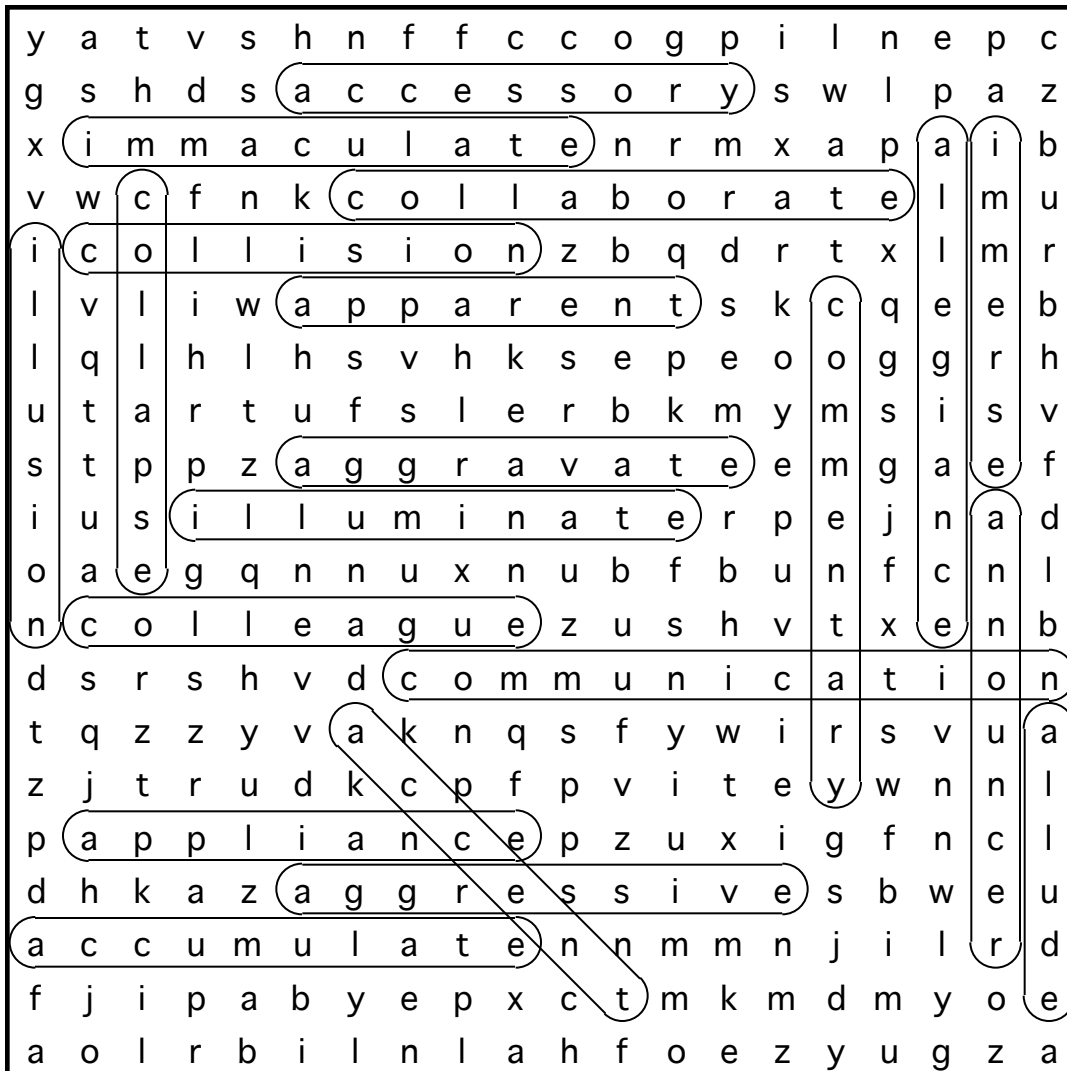 y a t v s h n f f c c o g p i l n e p c
g s h d s a c c e s s o r y s w l p a z
x i m m a c u l a t e n r m x a p a i b
v w c f n k c o l l a b o r a t e l m u
i c o l l i s i o n z b q d r t x l m r
l v l i w a p p a r e n t s k c q e e b
l q l h l h s v h k s e p e o o g g r h
u t a r t u f s l e r b k m y m s i s v
s t p p z a g g r a v a t e e m g a e f
i u s i l l u m i n a t e r p e j n a d
o a e g q n n u x n u b f b u n f c n l
n c o l l e a g u e z u s h v t x e n b
d s r s h v d c o m m u n i c a t i o n
t q z z y v a k n q s f y w i r s v u a
z j t r u d k c p f p v i t e y w n n l
p a p p l i a n c e p z u x i g f n c l
d h k a z a g g r e s s i v e s b w e u
a c c u m u l a t e n n m m n j i l r d
f j i p a b y e p x c t m k m d m y o e
a o l r b i l n l a h f o e z y u g z a